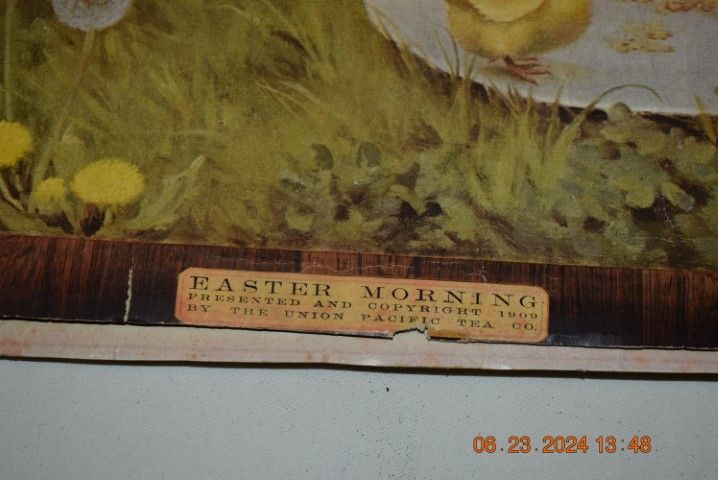 EASTER MORNING
PRESENTED AND COPYRIGHT 1909
BY THE UNION PACIFIC TEA CO.
06.23.2024 13:48